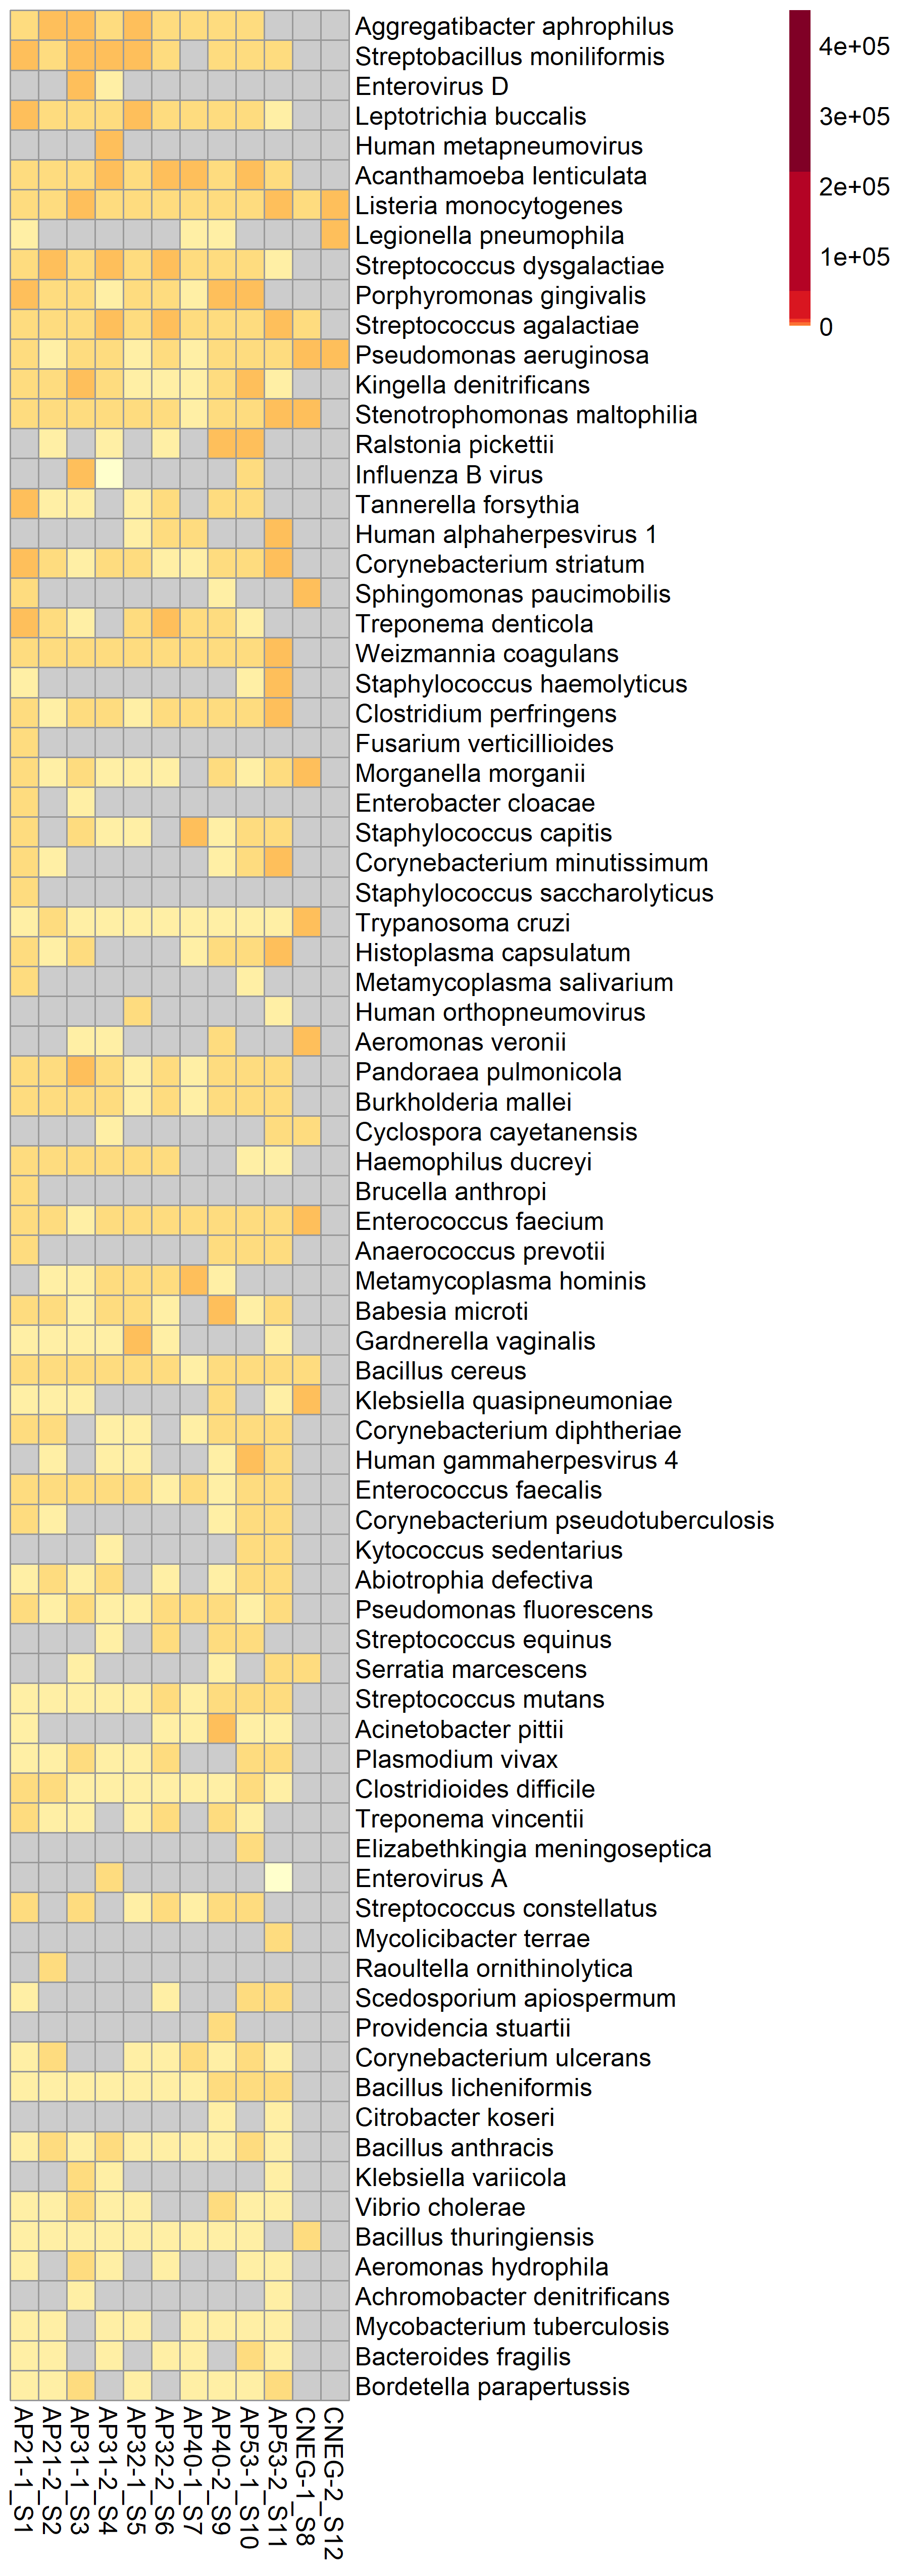 Aggregatibacter aphrophilus
Streptobacillus moniliformis
Enterovirus D
Leptotrichia buccalis
Human metapneumovirus
Acanthamoeba lenticulata
Listeria monocytogenes
Legionella pneumophila
Streptococcus dysgalactiae
Porphyromonas gingivalis
Streptococcus agalactiae
Pseudomonas aeruginosa
Kingella denitrificans
Stenotrophomonas maltophilia
Ralstonia pickettii
Influenza B virus
Tannerella forsythia
Human alphaherpesvirus 1
Corynebacterium striatum
Sphingomonas paucimobilis
Treponema denticola
Weizmannia coagulans
Staphylococcus haemolyticus
Clostridium perfringens
Fusarium verticillioides
Morganella morganii
Enterobacter cloacae
Staphylococcus capitis
Corynebacterium minutissimum
Staphylococcus saccharolyticus
Trypanosoma cruzi
Histoplasma capsulatum
Metamycoplasma salivarium
Human orthopneumovirus
Aeromonas veronii
Pandoraea pulmonicola
Burkholderia mallei
Cyclospora cayetanensis
Haemophilus ducreyi
Brucella anthropi
Enterococcus faecium
Anaerococcus prevotii
Metamycoplasma hominis
Babesia microti
Gardnerella vaginalis
Bacillus cereus
Klebsiella quasipneumoniae
Corynebacterium diphtheriae
Human gammaherpesvirus 4
Enterococcus faecalis
Corynebacterium pseudotuberculosis
Kytococcus sedentarius
Abiotrophia defectiva
Pseudomonas fluorescens
Streptococcus equinus
Serratia marcescens
Streptococcus mutans
Acinetobacter pittii
Plasmodium vivax
Clostridioides difficile
Treponema vincentii
Elizabethkingia meningoseptica
Enterovirus A
Streptococcus constellatus
Mycolicibacter terrae
Raoultella ornithinolytica
Scedosporium apiospermum
Providencia stuartii
Corynebacterium ulcerans
Bacillus licheniformis
Citrobacter koseri
Bacillus anthracis
Klebsiella variicola
Vibrio cholerae
Bacillus thuringiensis
Aeromonas hydrophila
Achromobacter denitrificans
Mycobacterium tuberculosis
Bacteroides fragilis
Bordetella parapertussis
AP21-1_S1
AP21-2_S2
AP31-1_S3
AP31-2_S4
AP32-1_S5
AP32-2_S6
AP40-1_S7
AP40-2_S9
AP53-1_S10
AP53-2_S11
CNEG-1_S8
CNEG-2_S12
4e+05
3e+05
2e+05
1e+05
0